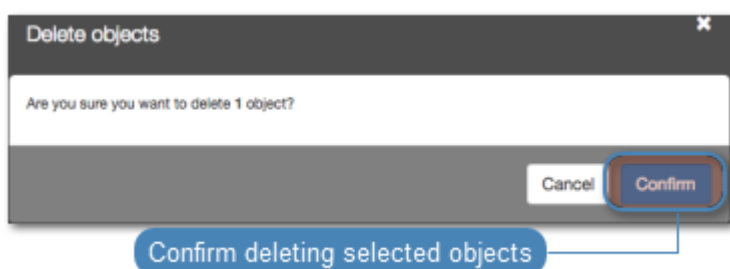 Delete objects
Are you sure you want to delete 1 object?
Cancel Confirm
Confirm deleting selected objects